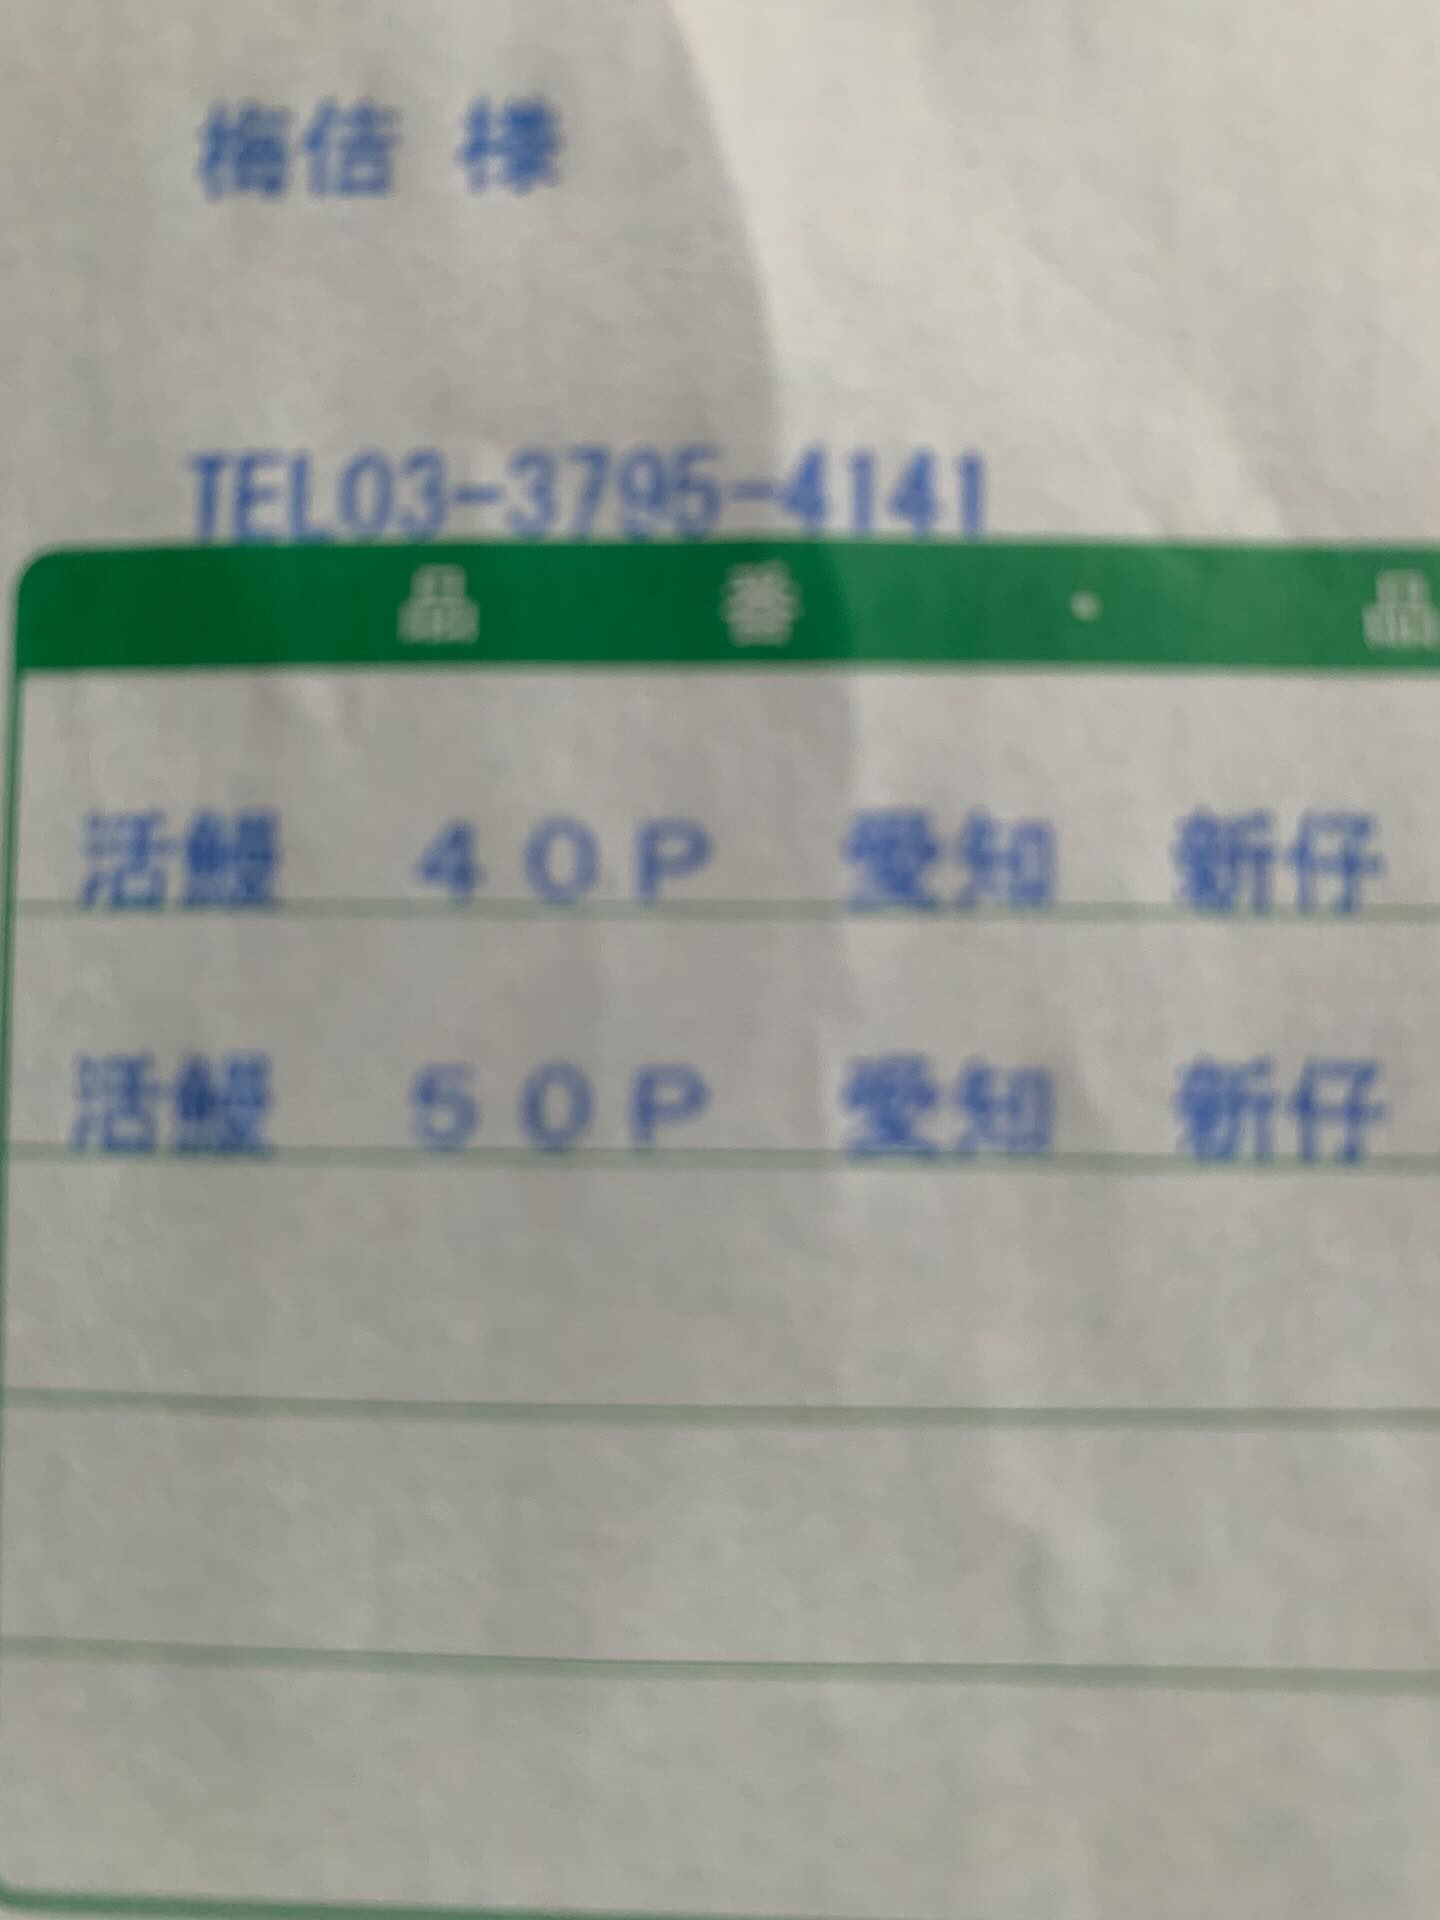 梅信 様
TEL03-3795-4141
品 番 ・ 品
活鰻 40P 愛知 新仔
活鰻 50P 愛知 新仔